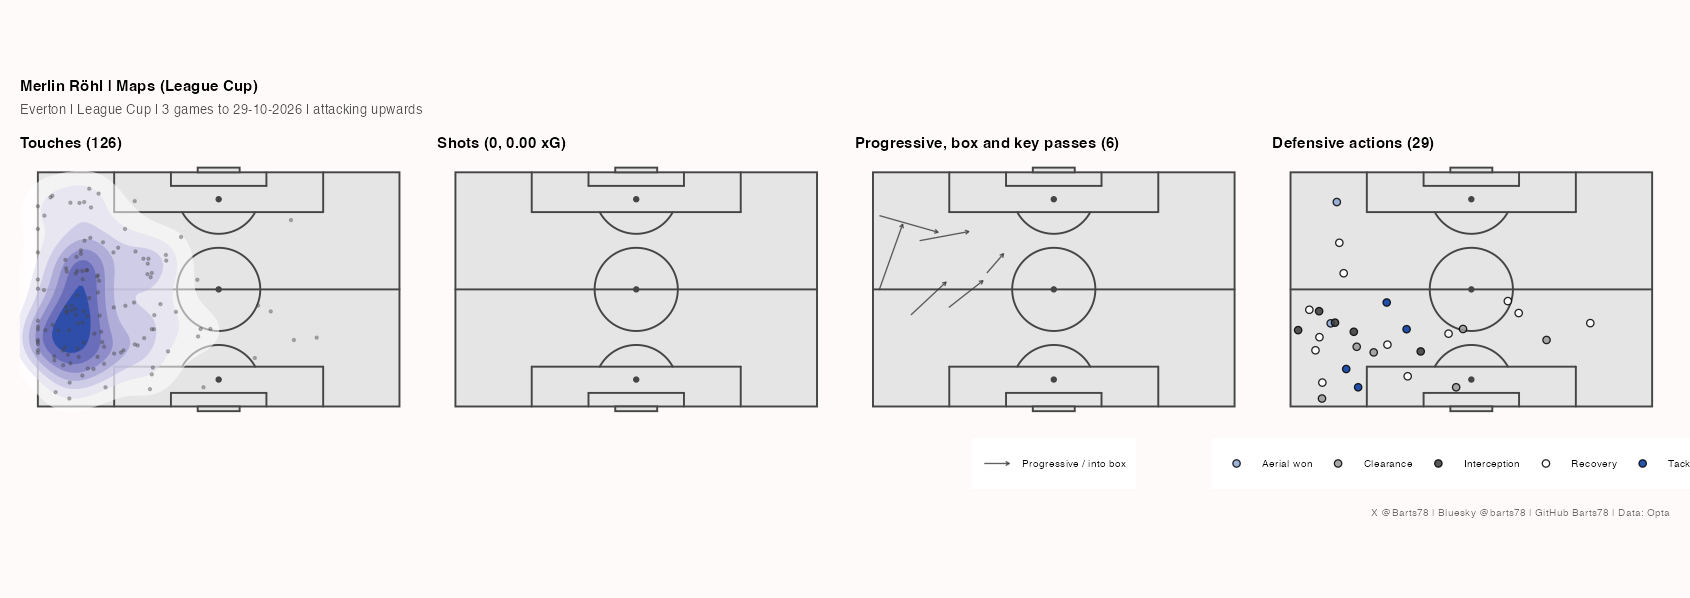 Merlin Röhl | Maps (League Cup)
Everton | League Cup | 3 games to 29-10-2026 | attacking upwards
Touches (126)
Shots (0, 0.00 xG)
Progressive, box and key passes (6)
Defensive actions (29)
Progressive / into box
Aerial won
Clearance
Interception
Recovery
Tack
X @Barts78 | Bluesky @barts78 | GitHub Barts78 | Data: Opta